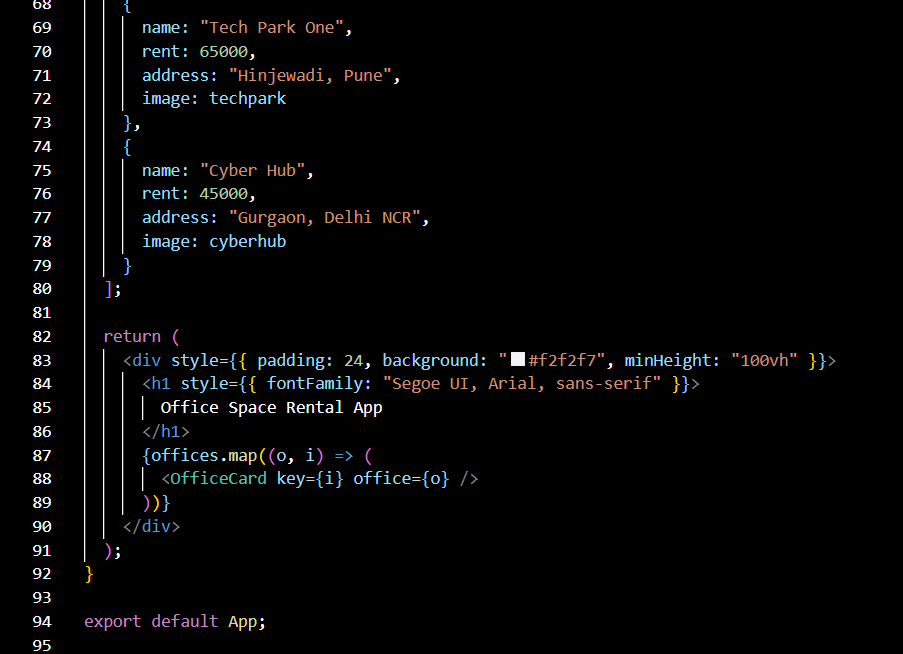 68 {
69 name: "Tech Park One",
70 rent: 65000,
71 address: "Hinjewadi, Pune",
72 image: techpark
73 },
74 {
75 name: "Cyber Hub",
76 rent: 45000,
77 address: "Gurgaon, Delhi NCR",
78 image: cyberhub
79 }
80 ];
81
82 return (
83 <div style={{ padding: 24, background: "#f2f2f7", minHeight: "100vh" }}>
84 <h1 style={{ fontFamily: "Segoe UI, Arial, sans-serif" }}>
85 Office Space Rental App
86 </h1>
87 {offices.map((o, i) => (
88 <OfficeCard key={i} office={o} />
89 ))}
90 </div>
91 );
92 }
93
94 export default App;
95